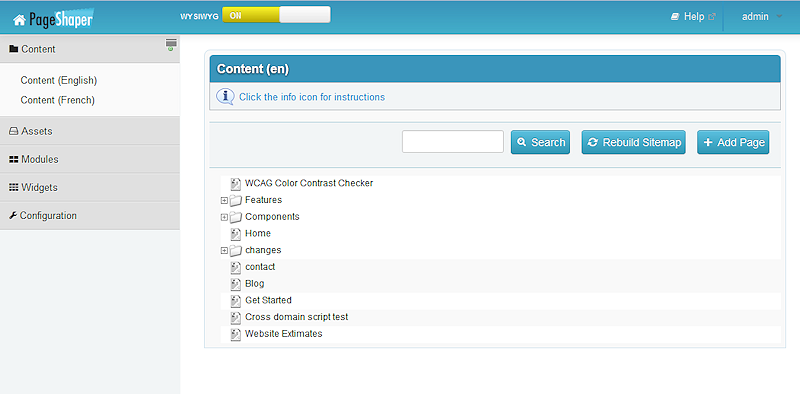 PageShaper WYSIWYG ON Help admin
Content
Content (English)
Content (French)
Assets
Modules
Widgets
Configuration
Content (en)
Click the info icon for instructions
Search Rebuild Sitemap Add Page
WCAG Color Contrast Checker
Features
Components
Home
changes
contact
Blog
Get Started
Cross domain script test
Website Extimates